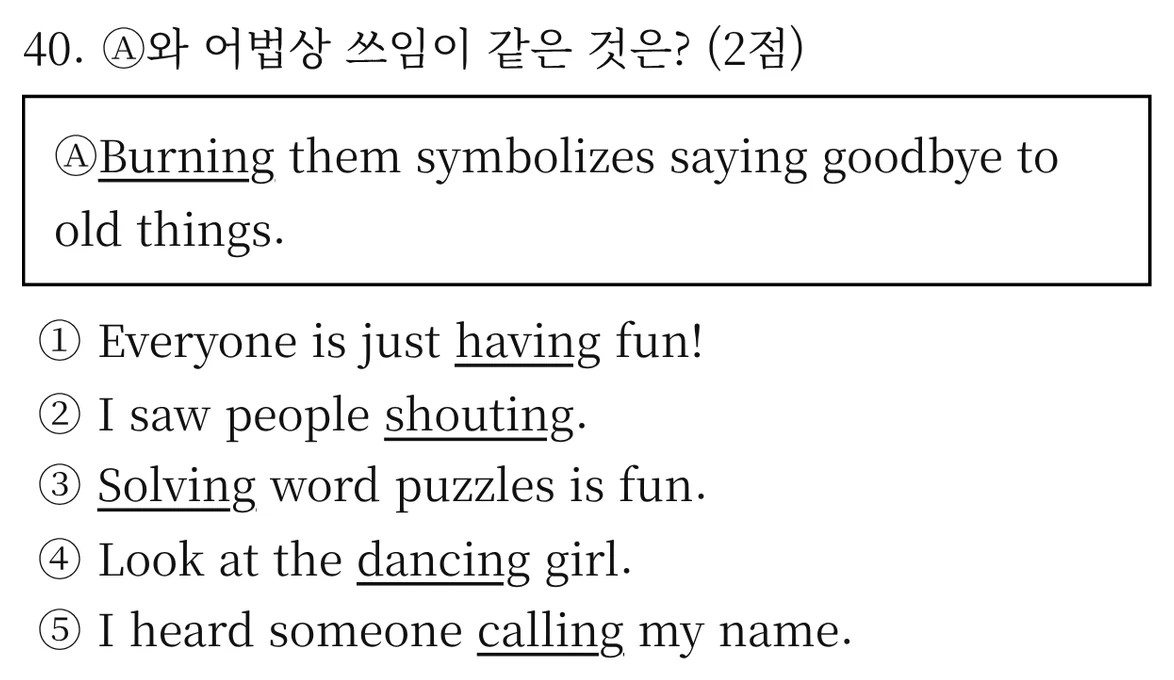 40. Ⓐ와 어법상 쓰임이 같은 것은? (2점)
ⒶBurning them symbolizes saying goodbye to
old things.
① Everyone is just having fun!
② I saw people shouting.
③ Solving word puzzles is fun.
④ Look at the dancing girl.
⑤ I heard someone calling my name.